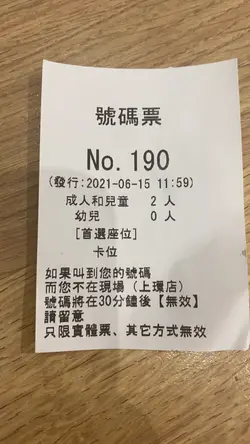 號碼票
No. 190
(發行:2021-06-15 11:59)
成人和兒童 2 人
幼兒 0 人
[首選座位]
卡位
如果叫到您的號碼
而您不在現場（上環店）
號碼將在30分鐘後【無效】
請留意
只限實體票、其它方式無效